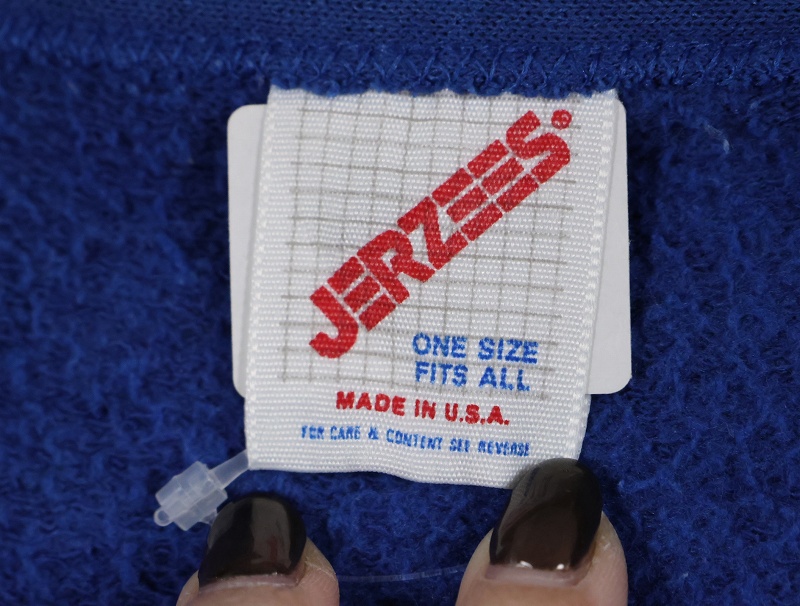 JERZEES
ONE SIZE
FITS ALL
MADE IN U.S.A.
FOR CARE & CONTENT SEE REVERSE